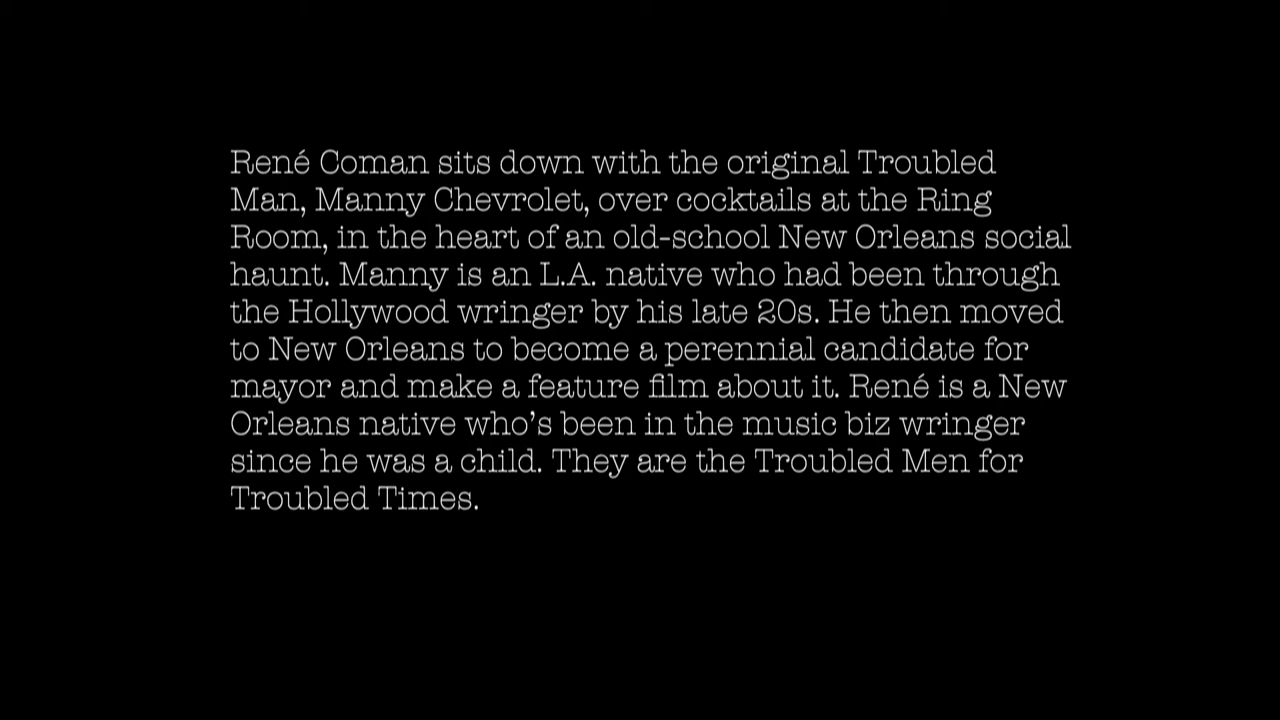 René Coman sits down with the original Troubled
Man, Manny Chevrolet, over cocktails at the Ring
Room, in the heart of an old-school New Orleans social
haunt. Manny is an L.A. native who had been through
the Hollywood wringer by his late 20s. He then moved
to New Orleans to become a perennial candidate for
mayor and make a feature film about it. René is a New
Orleans native who’s been in the music biz wringer
since he was a child. They are the Troubled Men for
Troubled Times.